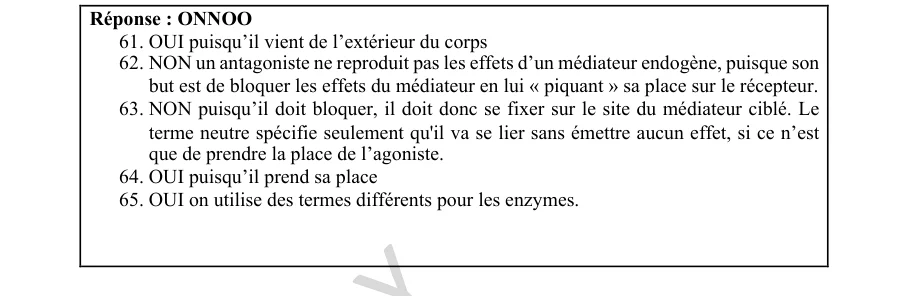 Réponse : ONNOO
61. OUI puisqu’il vient de l’extérieur du corps
62. NON un antagoniste ne reproduit pas les effets d’un médiateur endogène, puisque son
but est de bloquer les effets du médiateur en lui « piquant » sa place sur le récepteur.
63. NON puisqu’il doit bloquer, il doit donc se fixer sur le site du médiateur ciblé. Le
terme neutre spécifie seulement qu'il va se lier sans émettre aucun effet, si ce n’est
que de prendre la place de l’agoniste.
64. OUI puisqu’il prend sa place
65. OUI on utilise des termes différents pour les enzymes.